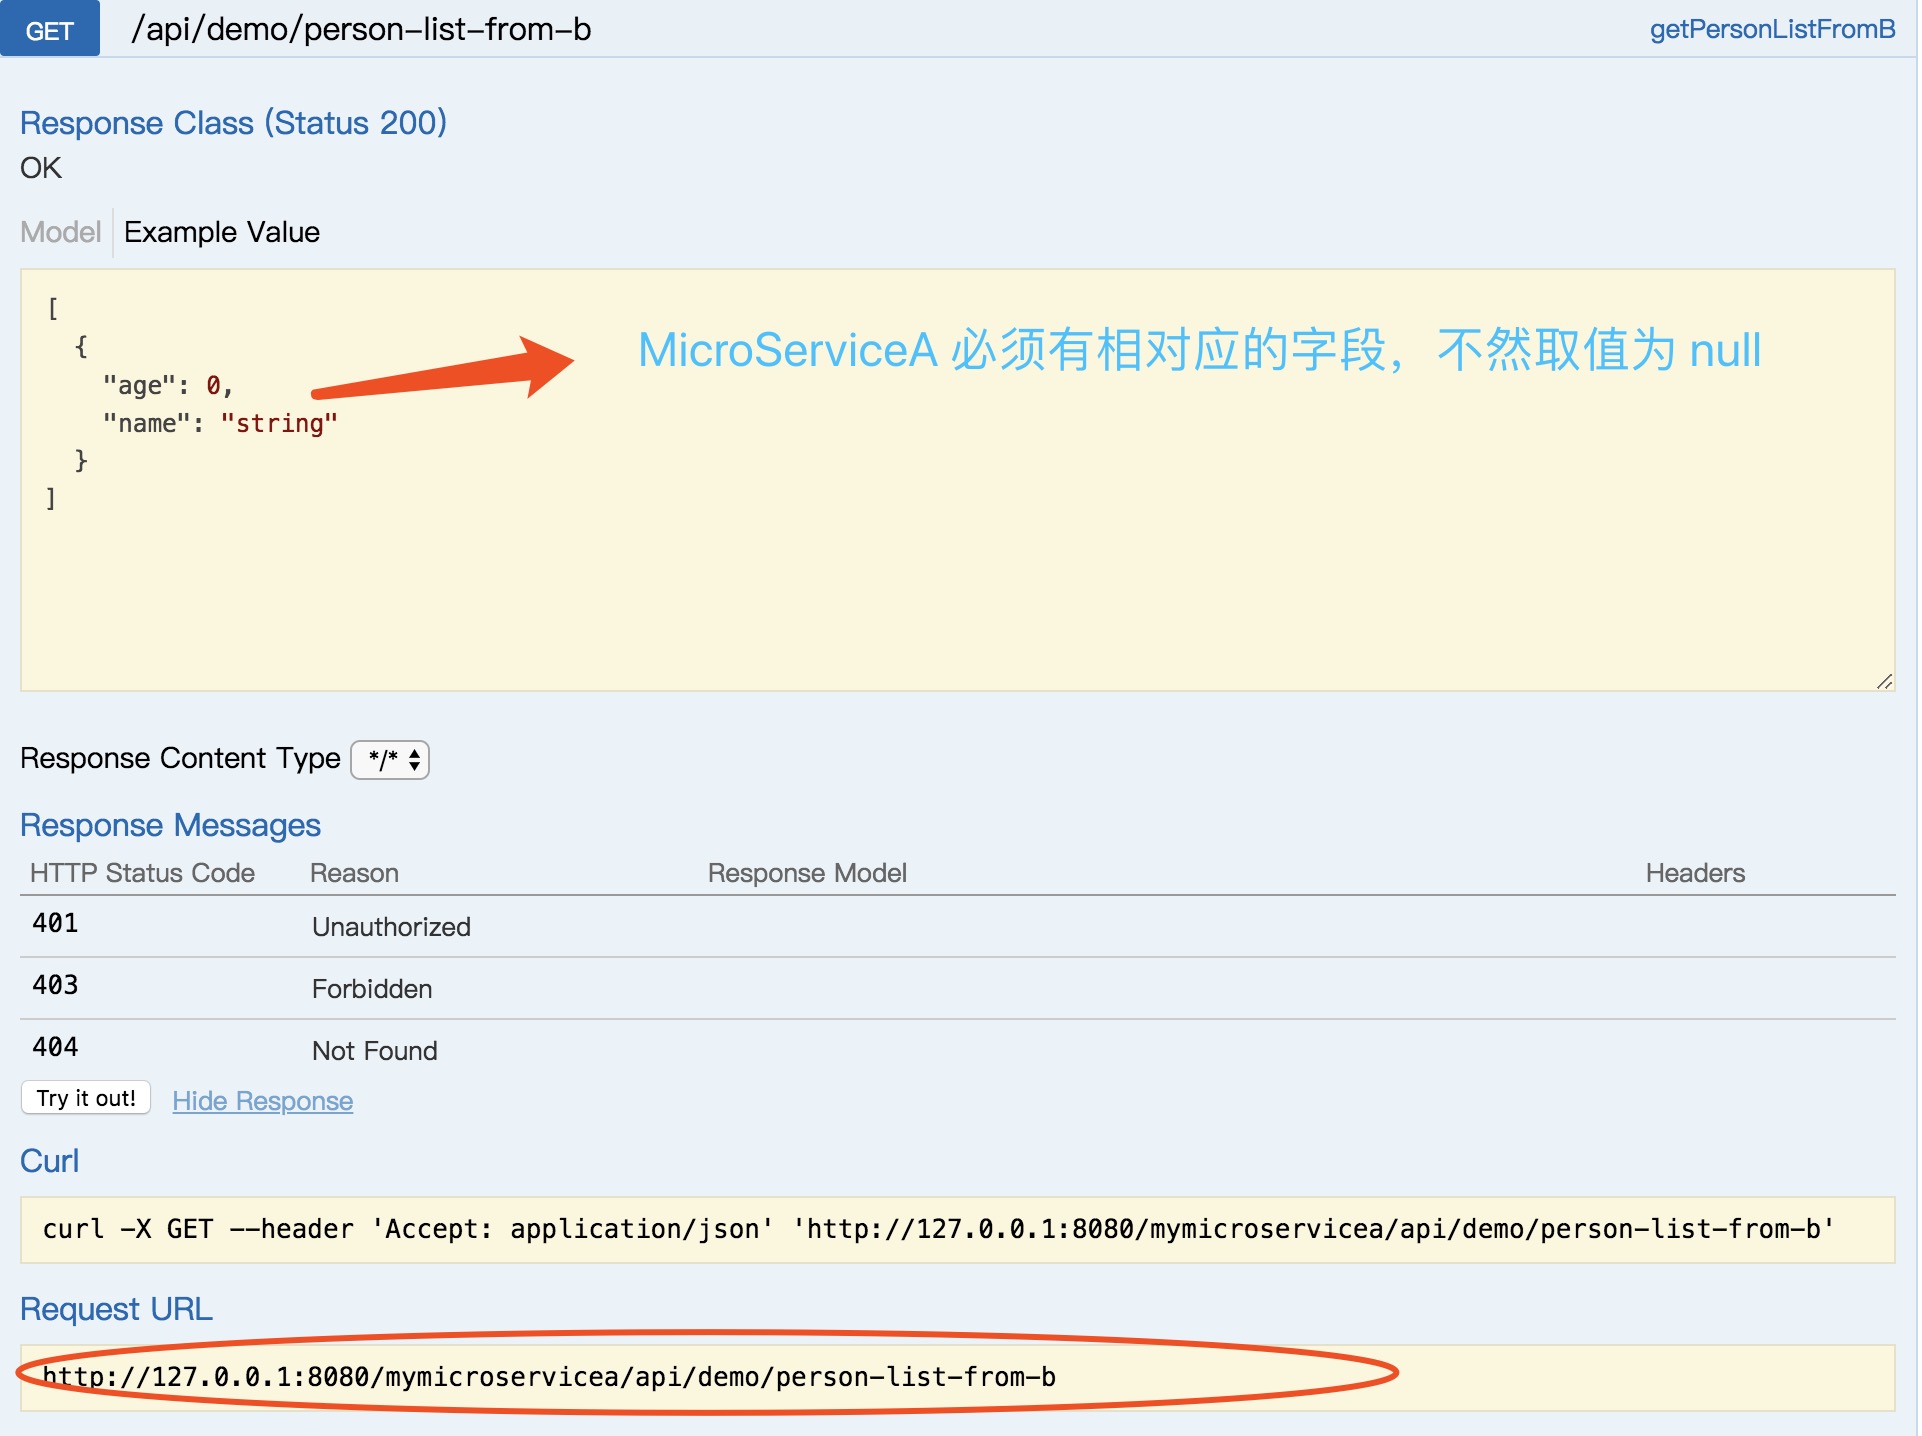 GET /api/demo/person-list-from-b getPersonListFromB
Response Class (Status 200)
OK
Model Example Value
[
{
"age": 0,
"name": "string"
}
]
MicroServiceA 必须有相对应的字段，不然取值为 null
Response Content Type */*
Response Messages
HTTP Status Code Reason Response Model Headers
401 Unauthorized
403 Forbidden
404 Not Found
Try it out! Hide Response
Curl
curl -X GET --header 'Accept: application/json' 'http://127.0.0.1:8080/mymicroservicea/api/demo/person-list-from-b'
Request URL
http://127.0.0.1:8080/mymicroservicea/api/demo/person-list-from-b